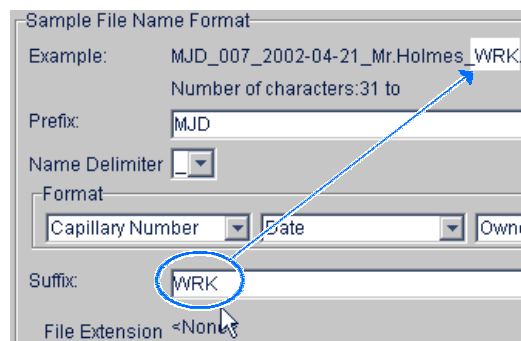 Sample File Name Format
Example: MJD_007_2002-04-21_Mr.Holmes_WRK
Number of characters:31 to
Prefix: MJD
Name Delimiter _
Format
Capillary Number Date
Suffix: WRK
File Extension <None>